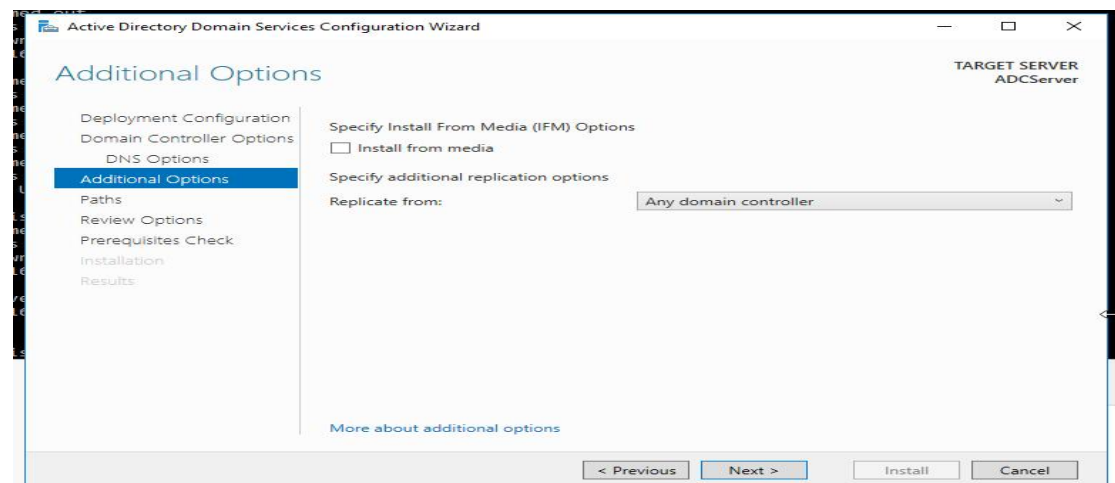 Active Directory Domain Services Configuration Wizard
Additional Options
TARGET SERVER
ADCServer
Deployment Configuration
Domain Controller Options
DNS Options
Additional Options
Paths
Review Options
Prerequisites Check
Installation
Results
Specify Install From Media (IFM) Options
Install from media
Specify additional replication options
Replicate from:
Any domain controller
More about additional options
< Previous
Next >
Install
Cancel